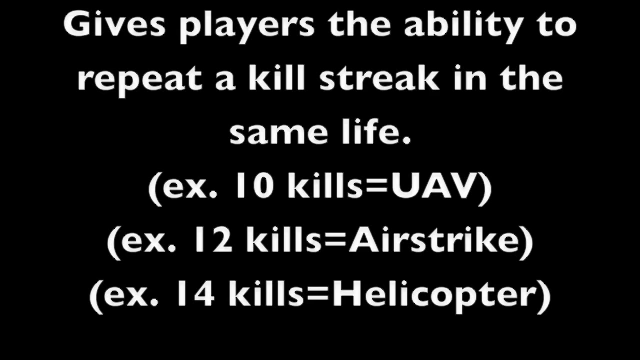 Gives players the ability to
repeat a kill streak in the
same life.
(ex. 10 kills=UAV)
(ex. 12 kills=Airstrike)
(ex. 14 kills=Helicopter)